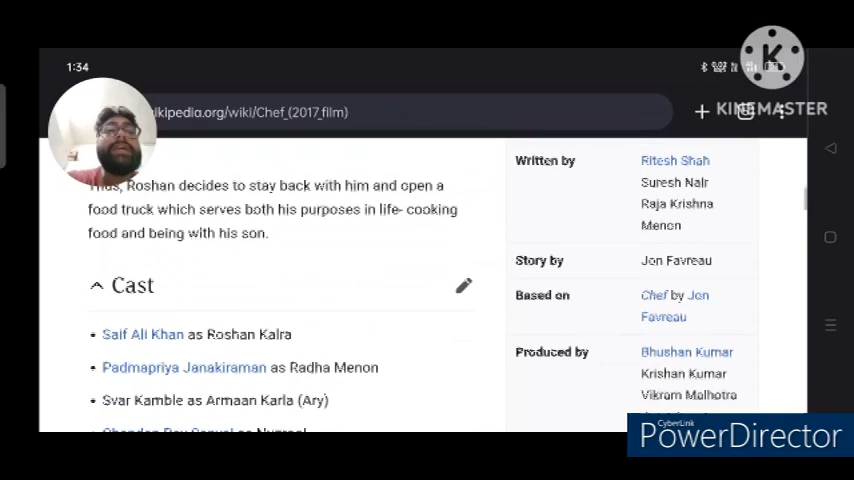 1:34
KINEMASTER
ikipedia.org/wiki/Chef_(2017_film)
Thus, Roshan decides to stay back with him and open a
food truck which serves both his purposes in life- cooking
food and being with his son.
Cast
• Saif Ali Khan as Roshan Kalra
• Padmapriya Janakiraman as Radha Menon
• Svar Kamble as Armaan Karla (Ary)
Written by
Ritesh Shah
Suresh Nair
Raja Krishna
Menon
Story by
Jon Favreau
Based on
Chef by Jon
Favreau
Produced by
Bhushan Kumar
Krishan Kumar
Vikram Malhotra
CyberLink
PowerDirector